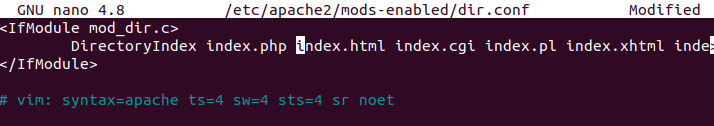 GNU nano 4.8 /etc/apache2/mods-enabled/dir.conf Modified
<IfModule mod_dir.c>
DirectoryIndex index.php index.html index.cgi index.pl index.xhtml inde>
</IfModule>
# vim: syntax=apache ts=4 sw=4 sts=4 sr noet